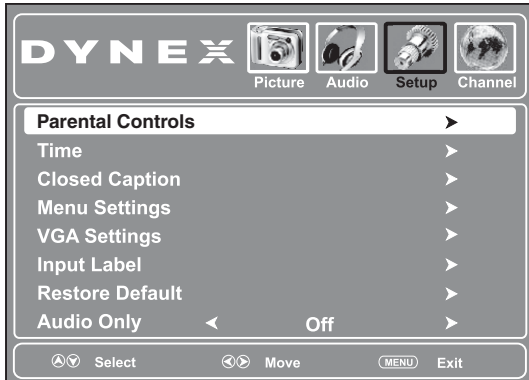 DYNEX
Picture Audio Setup Channel
Parental Controls
Time
Closed Caption
Menu Settings
VGA Settings
Input Label
Restore Default
Audio Only Off
Select Move MENU Exit